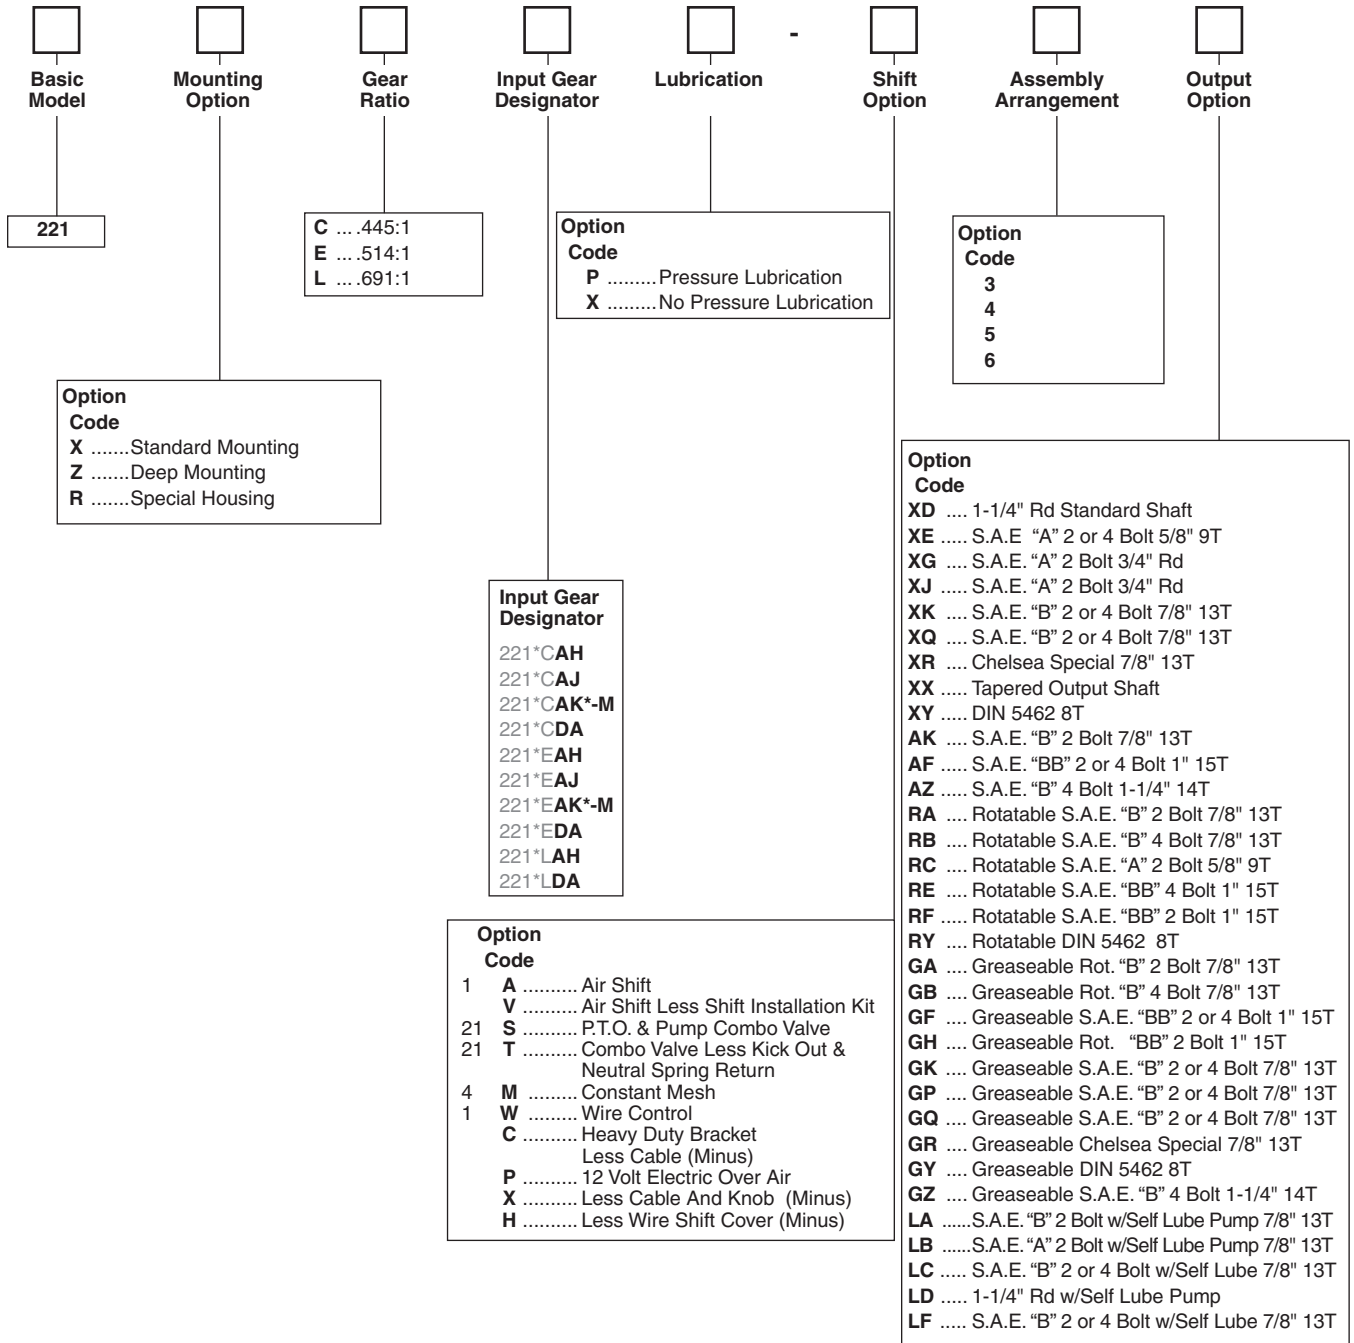 -
Basic
Model
Mounting
Option
Gear
Ratio
Input Gear
Designator
Lubrication
Shift
Option
Assembly
Arrangement
Output
Option
221
C ... .445:1
E ... .514:1
L ... .691:1
Option
Code
P .........Pressure Lubrication
X .........No Pressure Lubrication
Option
Code
3
4
5
6
Option
Code
X .......Standard Mounting
Z .......Deep Mounting
R .......Special Housing
Input Gear
Designator
221*CAH
221*CAJ
221*CAK*-M
221*CDA
221*EAH
221*EAJ
221*EAK*-M
221*EDA
221*LAH
221*LDA
Option
Code
1 A .......... Air Shift
V .......... Air Shift Less Shift Installation Kit
21 S .......... P.T.O. & Pump Combo Valve
21 T .......... Combo Valve Less Kick Out &
Neutral Spring Return
4 M ......... Constant Mesh
1 W ......... Wire Control
C .......... Heavy Duty Bracket
Less Cable (Minus)
P .......... 12 Volt Electric Over Air
X .......... Less Cable And Knob (Minus)
H .......... Less Wire Shift Cover (Minus)
Option
Code
XD .... 1-1/4" Rd Standard Shaft
XE ..... S.A.E "A" 2 or 4 Bolt 5/8" 9T
XG .... S.A.E. "A" 2 Bolt 3/4" Rd
XJ ..... S.A.E. "A" 2 Bolt 3/4" Rd
XK .... S.A.E. "B" 2 or 4 Bolt 7/8" 13T
XQ .... S.A.E. "B" 2 or 4 Bolt 7/8" 13T
XR .... Chelsea Special 7/8" 13T
XX ..... Tapered Output Shaft
XY ..... DIN 5462 8T
AK .... S.A.E. "B" 2 Bolt 7/8" 13T
AF ..... S.A.E. "BB" 2 or 4 Bolt 1" 15T
AZ ..... S.A.E. "B" 4 Bolt 1-1/4" 14T
RA .... Rotatable S.A.E. "B" 2 Bolt 7/8" 13T
RB .... Rotatable S.A.E. "B" 4 Bolt 7/8" 13T
RC .... Rotatable S.A.E. "A" 2 Bolt 5/8" 9T
RE .... Rotatable S.A.E. "BB" 4 Bolt 1" 15T
RF ..... Rotatable S.A.E. "BB" 2 Bolt 1" 15T
RY .... Rotatable DIN 5462 8T
GA .... Greaseable Rot. "B" 2 Bolt 7/8" 13T
GB .... Greaseable Rot. "B" 4 Bolt 7/8" 13T
GF .... Greaseable S.A.E. "BB" 2 or 4 Bolt 1" 15T
GH .... Greaseable Rot. "BB" 2 Bolt 1" 15T
GK .... Greaseable S.A.E. "B" 2 or 4 Bolt 7/8" 13T
GP .... Greaseable S.A.E. "B" 2 or 4 Bolt 7/8" 13T
GQ .... Greaseable S.A.E. "B" 2 or 4 Bolt 7/8" 13T
GR .... Greaseable Chelsea Special 7/8" 13T
GY .... Greaseable DIN 5462 8T
GZ .... Greaseable S.A.E. "B" 4 Bolt 1-1/4" 14T
LA ......S.A.E. "B" 2 Bolt w/Self Lube Pump 7/8" 13T
LB ......S.A.E. "A" 2 Bolt w/Self Lube Pump 7/8" 13T
LC ..... S.A.E. "B" 2 or 4 Bolt w/Self Lube 7/8" 13T
LD ..... 1-1/4" Rd w/Self Lube Pump
LF ..... S.A.E. "B" 2 or 4 Bolt w/Self Lube 7/8" 13T